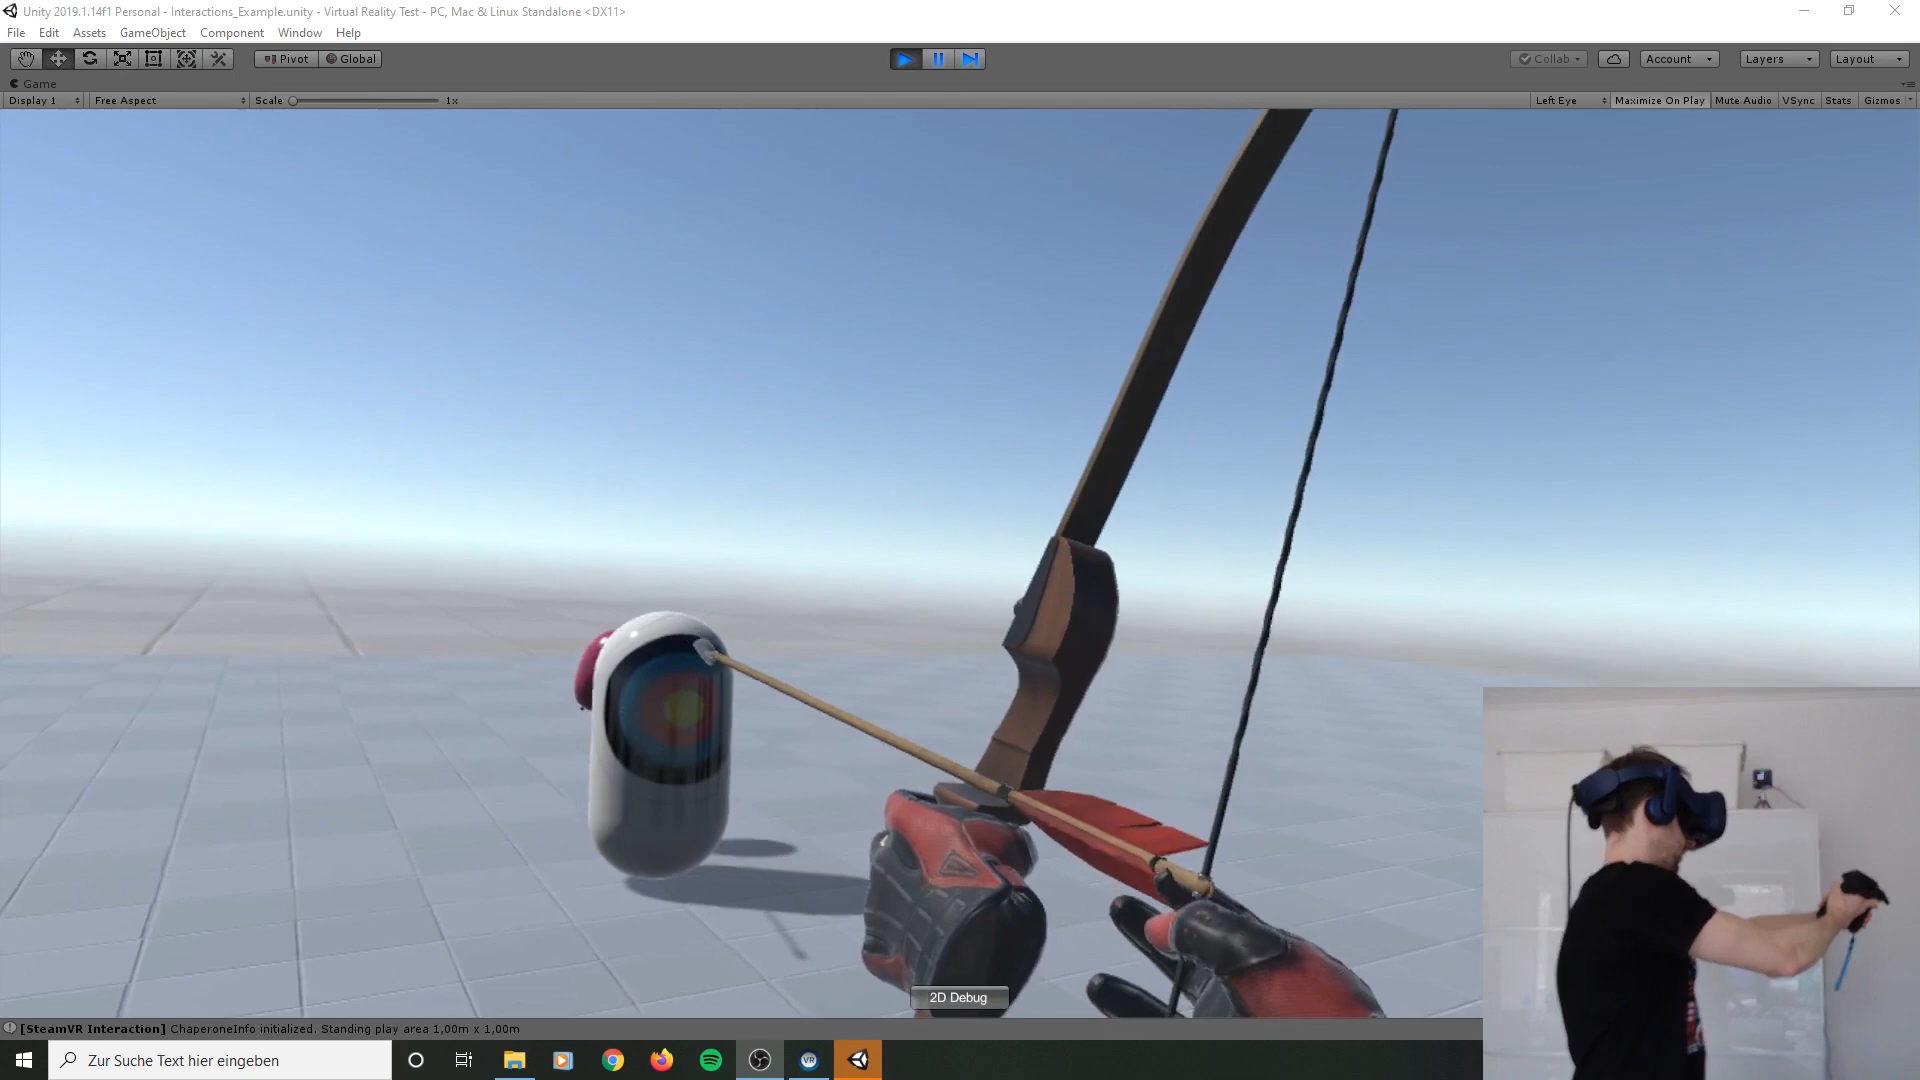 Unity 2019.1.14f1 Personal - Interactions_Example.unity - Virtual Reality Test - PC, Mac & Linux Standalone <DX11>
File Edit Assets GameObject Component Window Help
Pivot Global Collab Account Layers Layout
Game
Display 1 Free Aspect Scale 1x Left Eye Maximize On Play Mute Audio VSync Stats Gizmos
2D Debug
[SteamVR Interaction] ChaperoneInfo initialized. Standing play area 1,00m x 1,00m
Zur Suche Text hier eingeben
VR